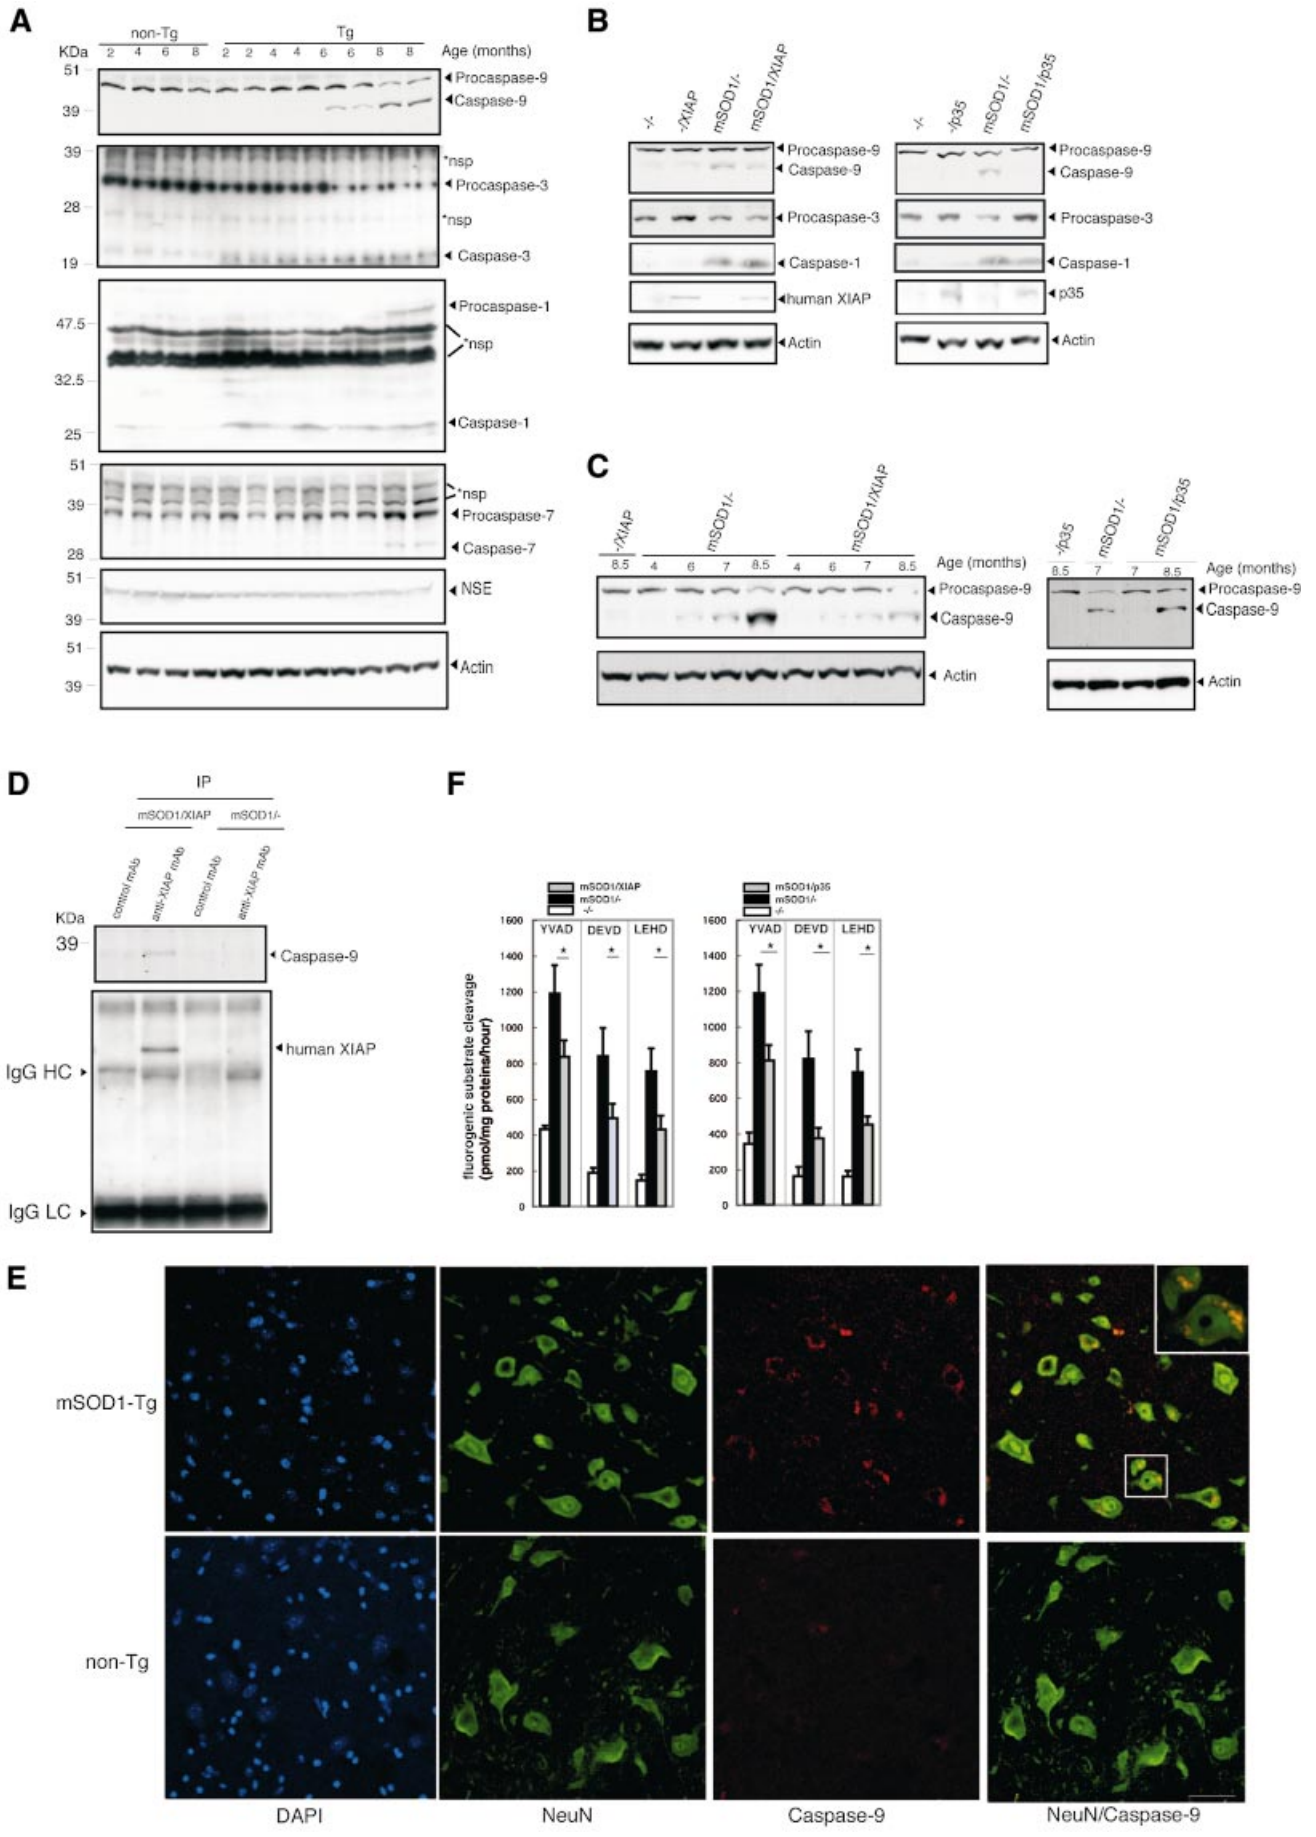 A
non-Tg Tg
KDa 2 4 6 8 2 2 4 4 6 6 8 8 Age (months)
51
Procaspase-9
Caspase-9
39
39
*nsp
Procaspase-3
28
*nsp
Caspase-3
19
Procaspase-1
47.5
*nsp
32.5
Caspase-1
25
51
*nsp
39
Procaspase-7
Caspase-7
28
51
NSE
39
51
Actin
39
B
-/- -/XIAP mSOD1/- mSOD1/XIAP
Procaspase-9
Caspase-9
Procaspase-3
Caspase-1
human XIAP
Actin
-/- -/p35 mSOD1/- mSOD1/p35
Procaspase-9
Caspase-9
Procaspase-3
Caspase-1
p35
Actin
C
-/XIAP mSOD1/- mSOD1/XIAP
8.5 4 6 7 8.5 4 6 7 8.5 Age (months)
Procaspase-9
Caspase-9
Actin
-/p35 mSOD1/- mSOD1/p35
8.5 7 7 8.5 Age (months)
Procaspase-9
Caspase-9
Actin
D
IP
mSOD1/XIAP mSOD1/-
control mAb anti-XIAP mAb control mAb anti-XIAP mAb
KDa
39
Caspase-9
human XIAP
IgG HC
IgG LC
F
mSOD1/XIAP
mSOD1/-
-/-
fluorogenic substrate cleavage
(pmol/mg proteins/hour)
1600
1400
1200
1000
800
600
400
200
0
YVAD DEVD LEHD
* * *
mSOD1/p35
mSOD1/-
-/-
1600
1400
1200
1000
800
600
400
200
0
YVAD DEVD LEHD
* * *
E
mSOD1-Tg
non-Tg
DAPI NeuN Caspase-9 NeuN/Caspase-9